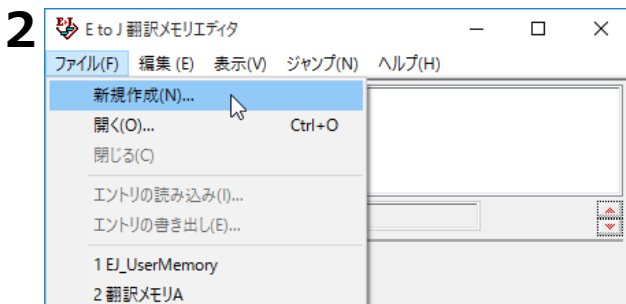 2
E to J 翻訳メモリエディタ
ファイル(F) 編集 (E) 表示(V) ジャンプ(N) ヘルプ(H)
新規作成(N)...
開く(O)... Ctrl+O
閉じる(C)
エントリの読み込み(I)...
エントリの書き出し(E)...
1 EJ_UserMemory
2 翻訳メモリA